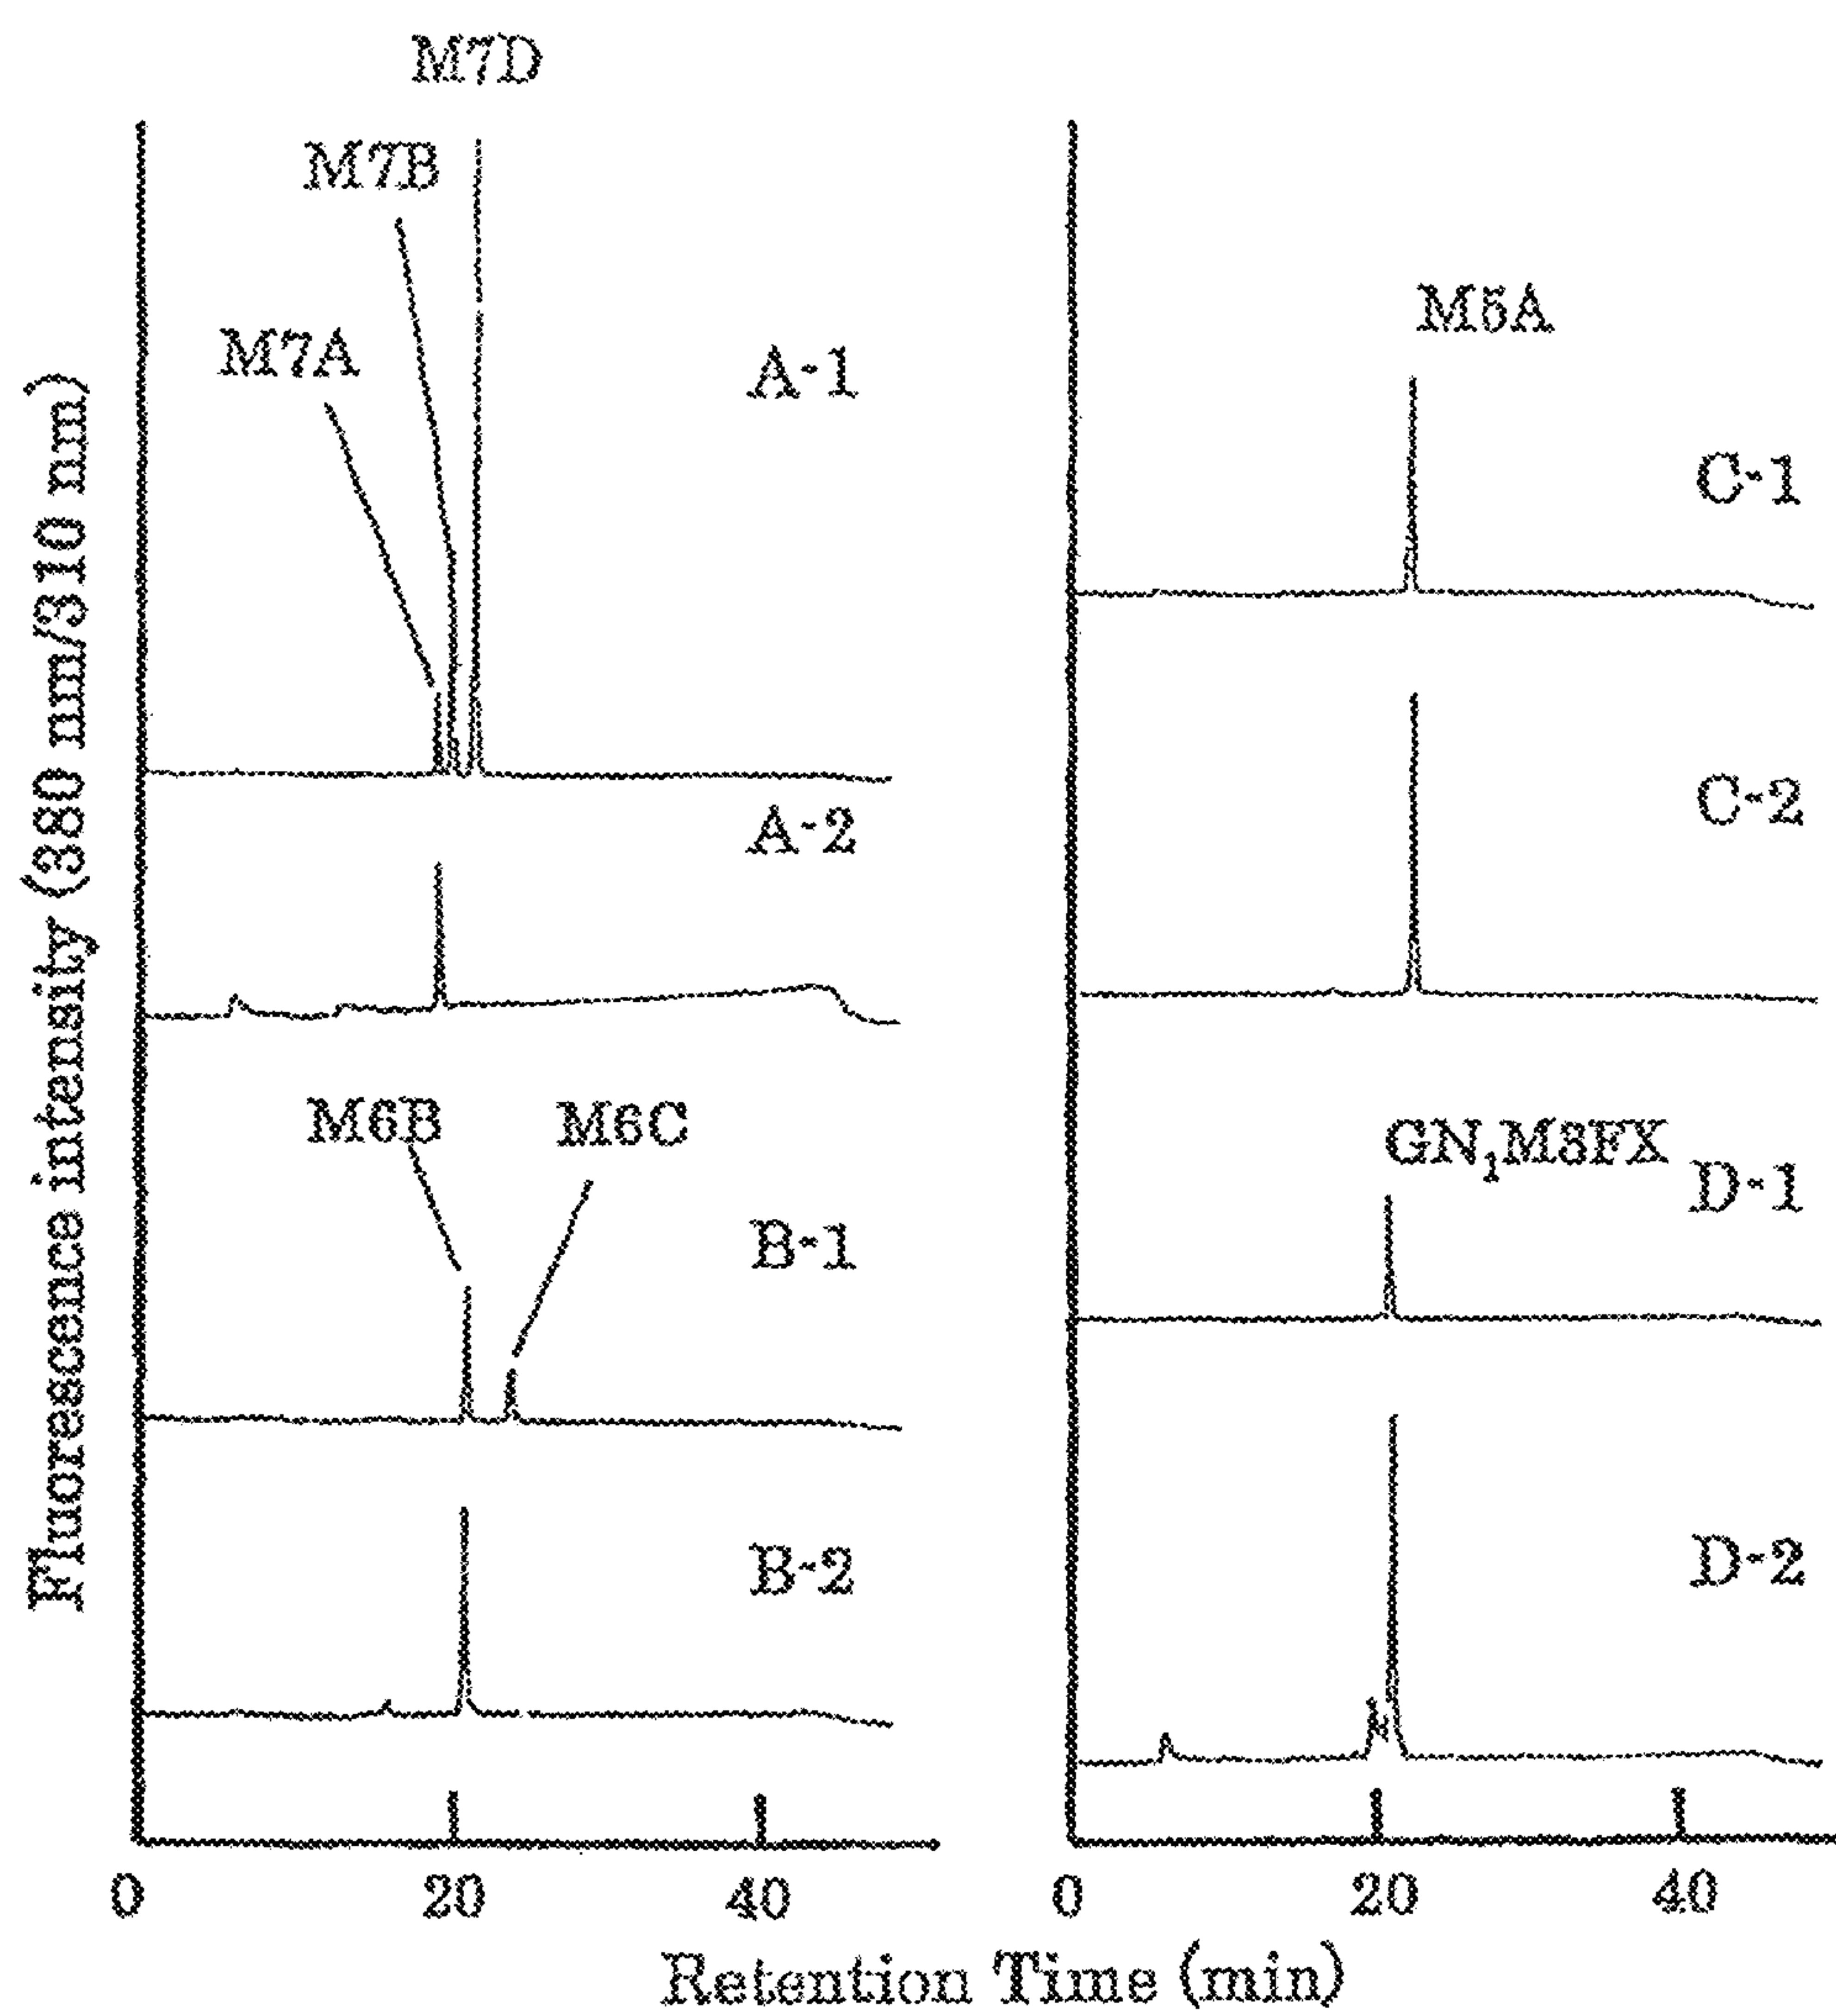 M7D
M7B
M7A
A-1
A-2
M6B
M6C
B-1
B-2
M5A
C-1
C-2
GN₁M3FX
D-1
D-2
0
20
40
0
20
40
Retention Time (min)
Fluorescence intensity (380 nm/310 nm)